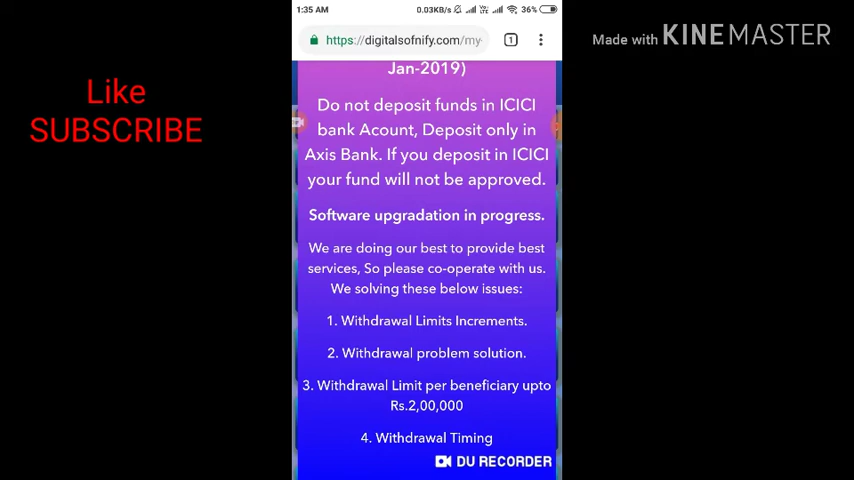 1:35 AM 0.03KB/s 36%
https://digitalsofnify.com/my 1
Made with KINEMASTER
Like
SUBSCRIBE
Jan-2019)
Do not deposit funds in ICICI
bank Acount, Deposit only in
Axis Bank. If you deposit in ICICI
your fund will not be approved.
Software upgradation in progress.
We are doing our best to provide best
services, So please co-operate with us.
We solving these below issues:
1. Withdrawal Limits Increments.
2. Withdrawal problem solution.
3. Withdrawal Limit per beneficiary upto
Rs.2,00,000
4. Withdrawal Timing
DU RECORDER